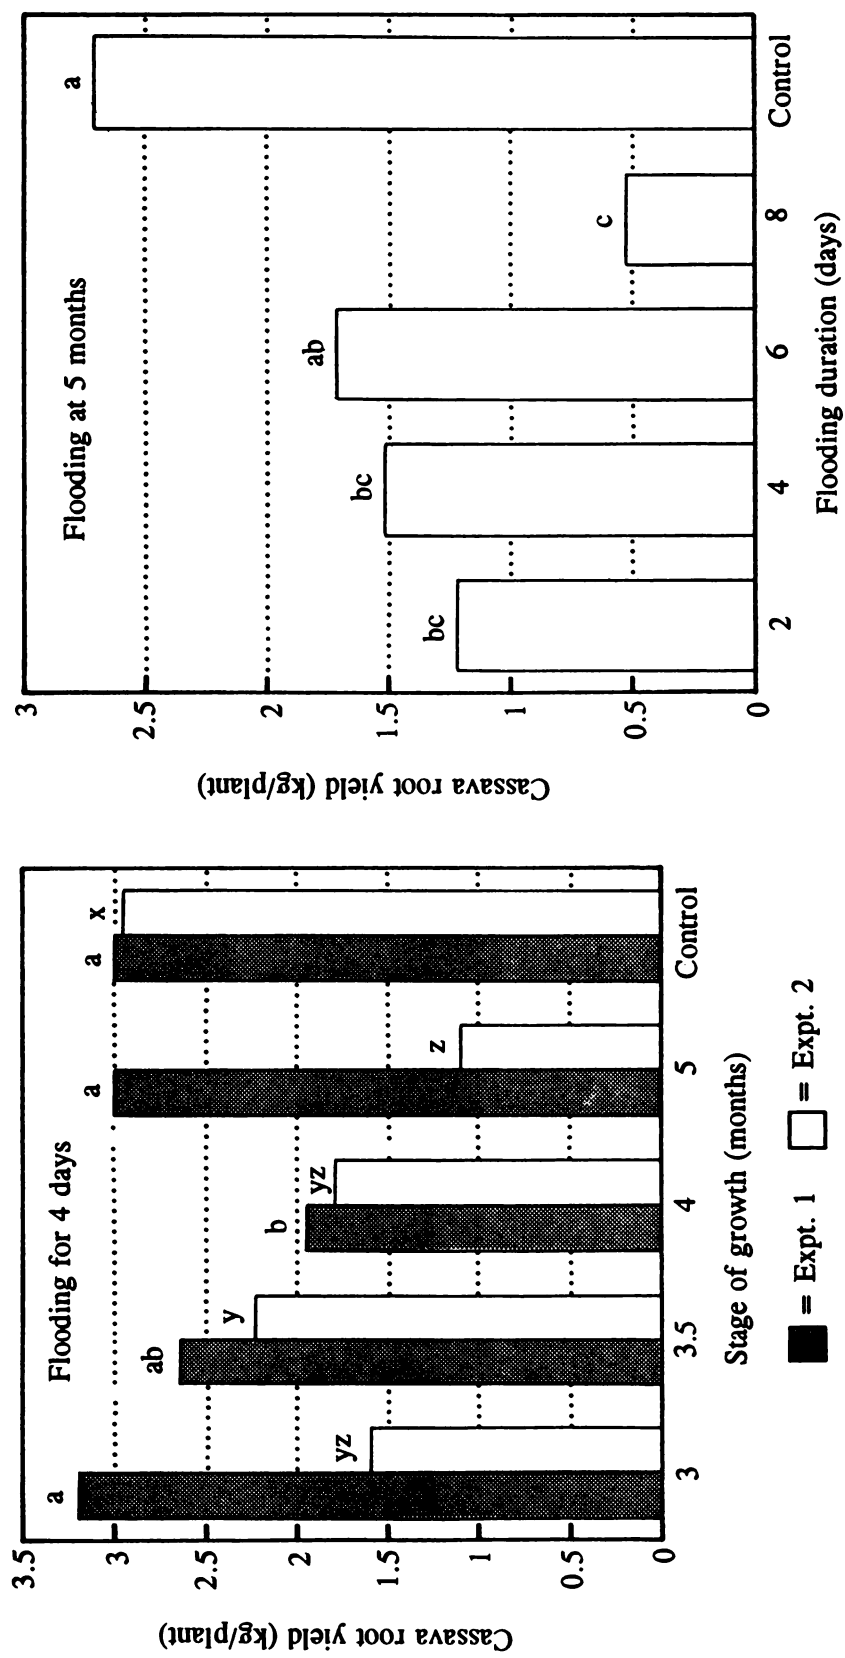 Flooding for 4 days
Cassava root yield (kg/plant)
3.5
3
2.5
2
1.5
1
0.5
0
a
yz
ab
y
b
yz
a
z
a
x
3
3.5
4
5
Control
Stage of growth (months)
= Expt. 1
= Expt. 2
Flooding at 5 months
Cassava root yield (kg/plant)
3
2.5
2
1.5
1
0.5
0
bc
bc
ab
c
a
2
4
6
8
Control
Flooding duration (days)